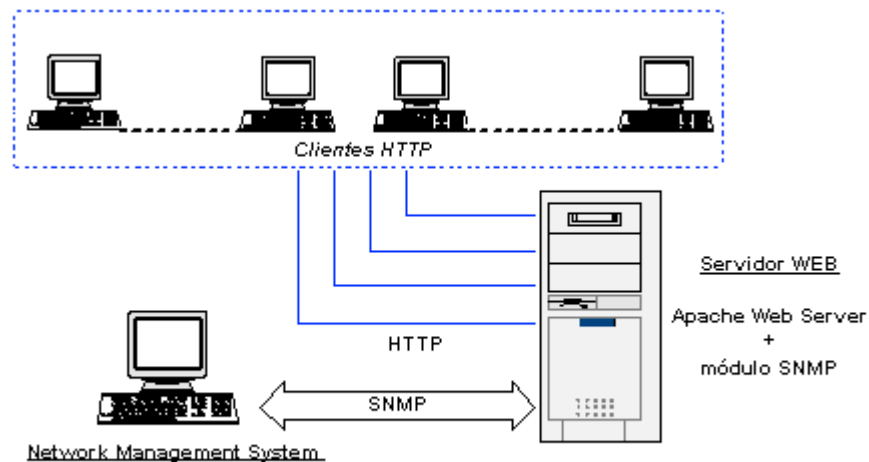 Clientes HTTP
Servidor WEB
Apache Web Server
+
módulo SNMP
HTTP
SNMP
Network Management System